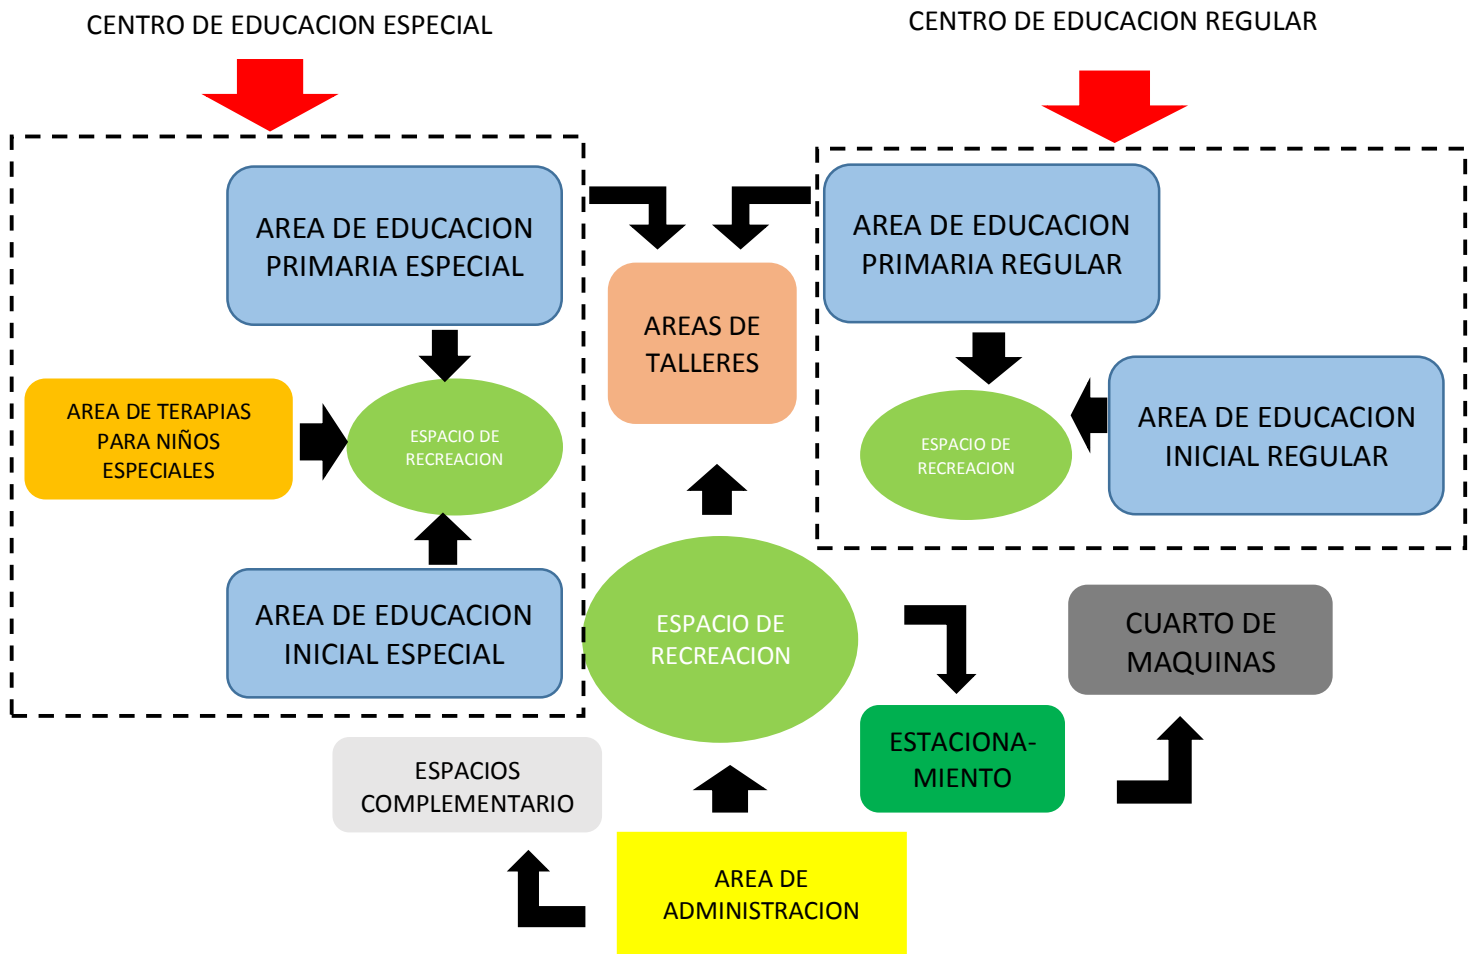 CENTRO DE EDUCACION ESPECIAL
CENTRO DE EDUCACION REGULAR
AREA DE EDUCACION
PRIMARIA ESPECIAL
AREA DE EDUCACION
PRIMARIA REGULAR
AREAS DE
TALLERES
AREA DE TERAPIAS
PARA NIÑOS
ESPECIALES
ESPACIO DE
RECREACION
ESPACIO DE
RECREACION
AREA DE EDUCACION
INICIAL REGULAR
AREA DE EDUCACION
INICIAL ESPECIAL
ESPACIO DE
RECREACION
CUARTO DE
MAQUINAS
ESTACIONA-
MIENTO
ESPACIOS
COMPLEMENTARIO
AREA DE
ADMINISTRACION